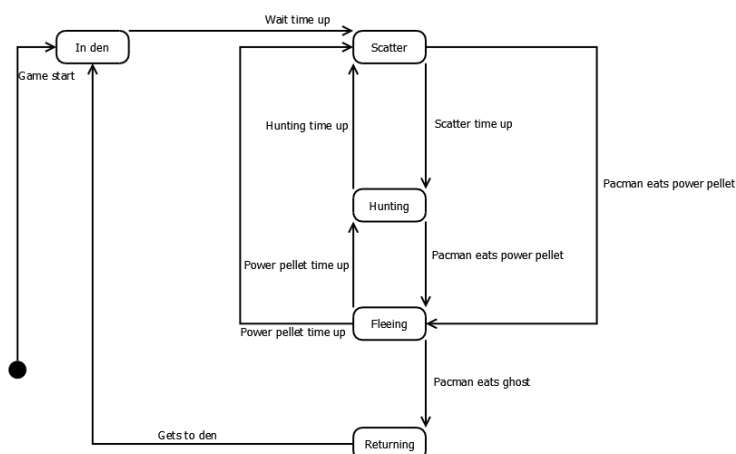 Wait time up
In den
Scatter
Game start
Hunting time up
Scatter time up
Pacman eats power pellet
Hunting
Pacman eats power pellet
Power pellet time up
Fleeing
Power pellet time up
Pacman eats ghost
Gets to den
Returning